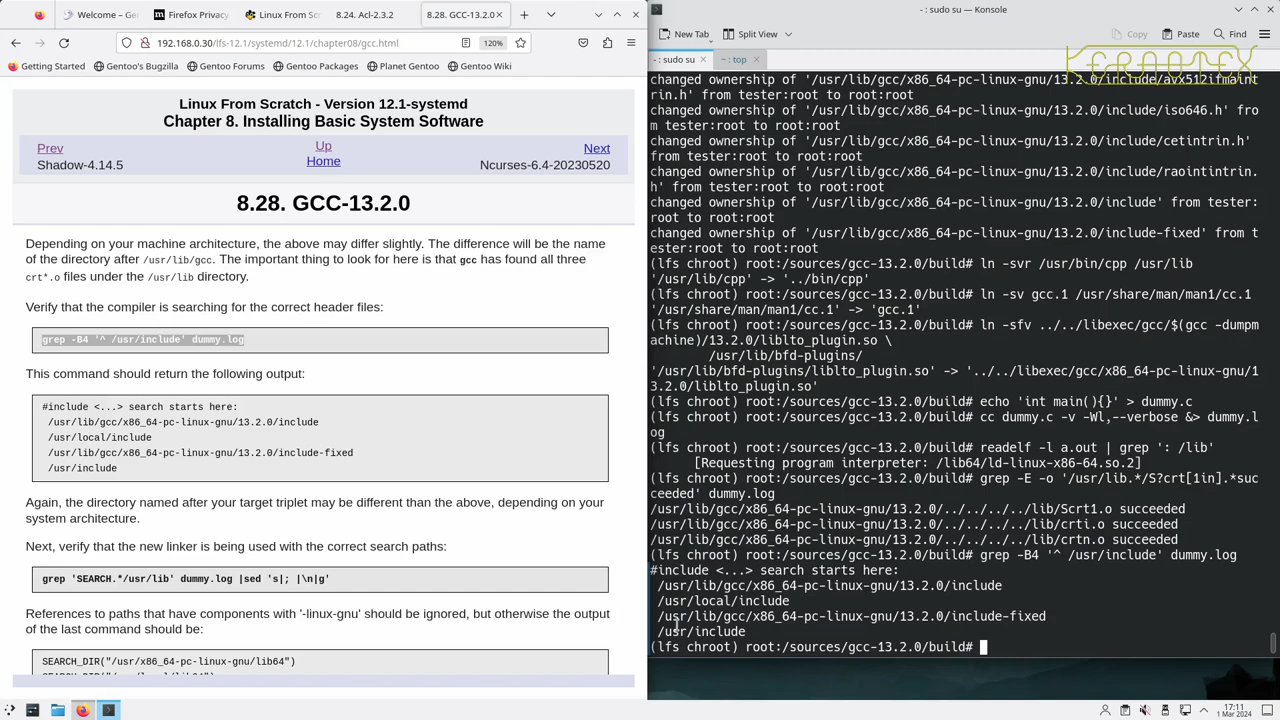 Welcome – Ge
Firefox Privacy
Linux From Scr
8.24. Acl-2.3.2
8.28. GCC-13.2.0
192.168.0.30/lfs-12.1/systemd/12.1/chapter08/gcc.html
120%
Getting Started
Gentoo's Bugzilla
Gentoo Forums
Gentoo Packages
Planet Gentoo
Gentoo Wiki
Linux From Scratch - Version 12.1-systemd
Chapter 8. Installing Basic System Software
Prev
Up
Next
Shadow-4.14.5
Home
Ncurses-6.4-20230520
8.28. GCC-13.2.0
Depending on your machine architecture, the above may differ slightly. The difference will be the name
of the directory after /usr/lib/gcc. The important thing to look for here is that gcc has found all three
crt*.o files under the /usr/lib directory.
Verify that the compiler is searching for the correct header files:
grep -B4 '^ /usr/include' dummy.log
This command should return the following output:
#include <...> search starts here:
/usr/lib/gcc/x86_64-pc-linux-gnu/13.2.0/include
/usr/local/include
/usr/lib/gcc/x86_64-pc-linux-gnu/13.2.0/include-fixed
/usr/include
Again, the directory named after your target triplet may be different than the above, depending on your
system architecture.
Next, verify that the new linker is being used with the correct search paths:
grep 'SEARCH.*/usr/lib' dummy.log |sed 's|; |\n|g'
References to paths that have components with '-linux-gnu' should be ignored, but otherwise the output
of the last command should be:
SEARCH_DIR("/usr/x86_64-pc-linux-gnu/lib64")
- : sudo su — Konsole
New Tab
Split View
Copy
Paste
Find
- : sudo su
~ : top
KERNOTEX
changed ownership of '/usr/lib/gcc/x86_64-pc-linux-gnu/13.2.0/include/avx512ifmaint
rin.h' from tester:root to root:root
changed ownership of '/usr/lib/gcc/x86_64-pc-linux-gnu/13.2.0/include/iso646.h' fro
m tester:root to root:root
changed ownership of '/usr/lib/gcc/x86_64-pc-linux-gnu/13.2.0/include/cetintrin.h'
from tester:root to root:root
changed ownership of '/usr/lib/gcc/x86_64-pc-linux-gnu/13.2.0/include/raointintrin.
h' from tester:root to root:root
changed ownership of '/usr/lib/gcc/x86_64-pc-linux-gnu/13.2.0/include' from tester:
root to root:root
changed ownership of '/usr/lib/gcc/x86_64-pc-linux-gnu/13.2.0/include-fixed' from t
ester:root to root:root
(lfs chroot) root:/sources/gcc-13.2.0/build# ln -svr /usr/bin/cpp /usr/lib
'/usr/lib/cpp' -> '../bin/cpp'
(lfs chroot) root:/sources/gcc-13.2.0/build# ln -sv gcc.1 /usr/share/man/man1/cc.1
'/usr/share/man/man1/cc.1' -> 'gcc.1'
(lfs chroot) root:/sources/gcc-13.2.0/build# ln -sfv ../../libexec/gcc/$(gcc -dumpm
achine)/13.2.0/liblto_plugin.so \
/usr/lib/bfd-plugins/
'/usr/lib/bfd-plugins/liblto_plugin.so' -> '../../libexec/gcc/x86_64-pc-linux-gnu/1
3.2.0/liblto_plugin.so'
(lfs chroot) root:/sources/gcc-13.2.0/build# echo 'int main(){}' > dummy.c
(lfs chroot) root:/sources/gcc-13.2.0/build# cc dummy.c -v -Wl,--verbose &> dummy.l
og
(lfs chroot) root:/sources/gcc-13.2.0/build# readelf -l a.out | grep ': /lib'
[Requesting program interpreter: /lib64/ld-linux-x86-64.so.2]
(lfs chroot) root:/sources/gcc-13.2.0/build# grep -E -o '/usr/lib.*/S?crt[1in].*suc
ceeded' dummy.log
/usr/lib/gcc/x86_64-pc-linux-gnu/13.2.0/../../../../lib/Scrt1.o succeeded
/usr/lib/gcc/x86_64-pc-linux-gnu/13.2.0/../../../../lib/crti.o succeeded
/usr/lib/gcc/x86_64-pc-linux-gnu/13.2.0/../../../../lib/crtn.o succeeded
(lfs chroot) root:/sources/gcc-13.2.0/build# grep -B4 '^ /usr/include' dummy.log
#include <...> search starts here:
/usr/lib/gcc/x86_64-pc-linux-gnu/13.2.0/include
/usr/local/include
/usr/lib/gcc/x86_64-pc-linux-gnu/13.2.0/include-fixed
/usr/include
(lfs chroot) root:/sources/gcc-13.2.0/build#
17:11
1 Mar 2024